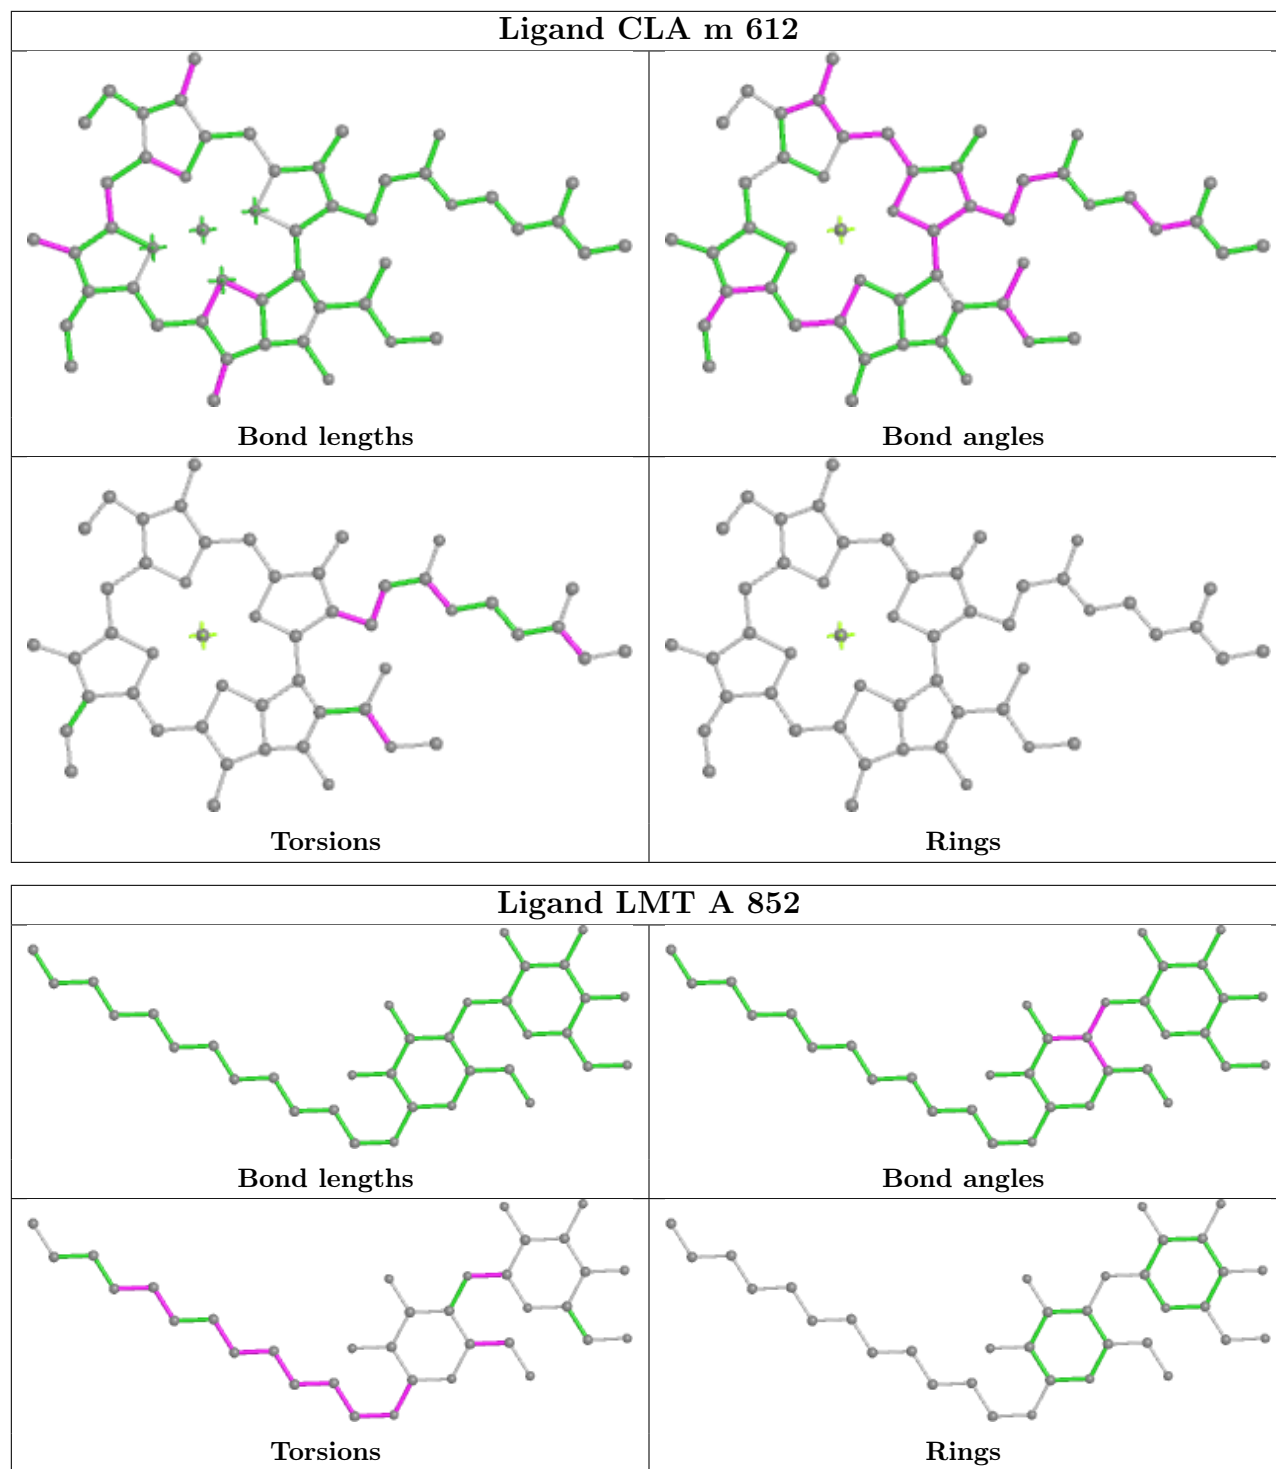 Ligand CLA m 612
Bond lengths
Bond angles
Torsions
Rings
Ligand LMT A 852
Bond lengths
Bond angles
Torsions
Rings